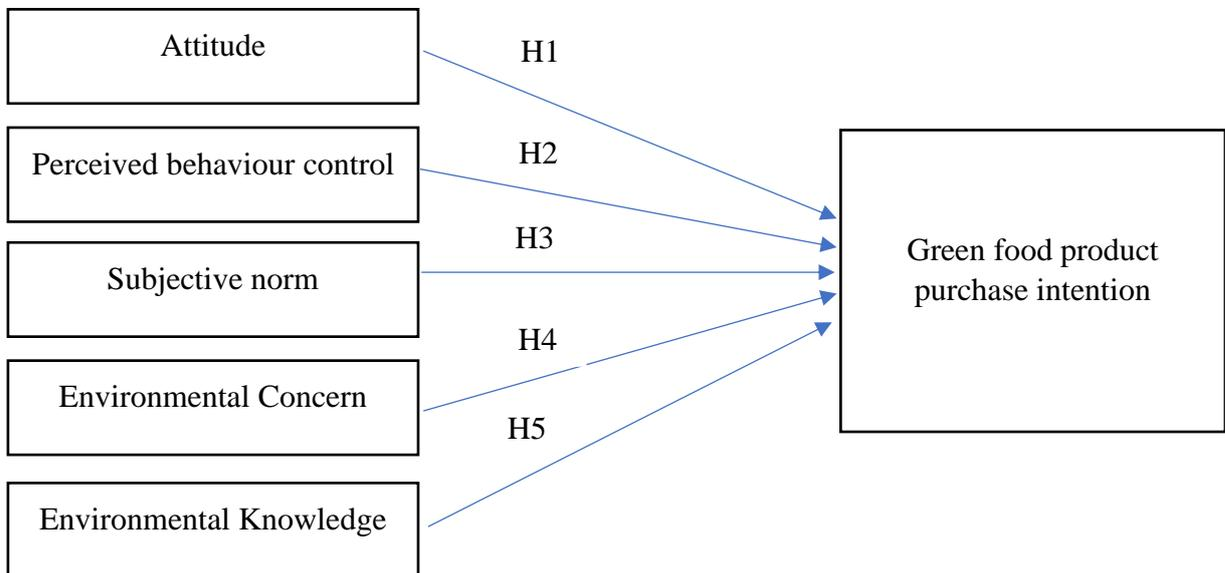 Attitude
H1
Perceived behaviour control
H2
Subjective norm
H3
Environmental Concern
H4
Environmental Knowledge
H5
Green food product
purchase intention